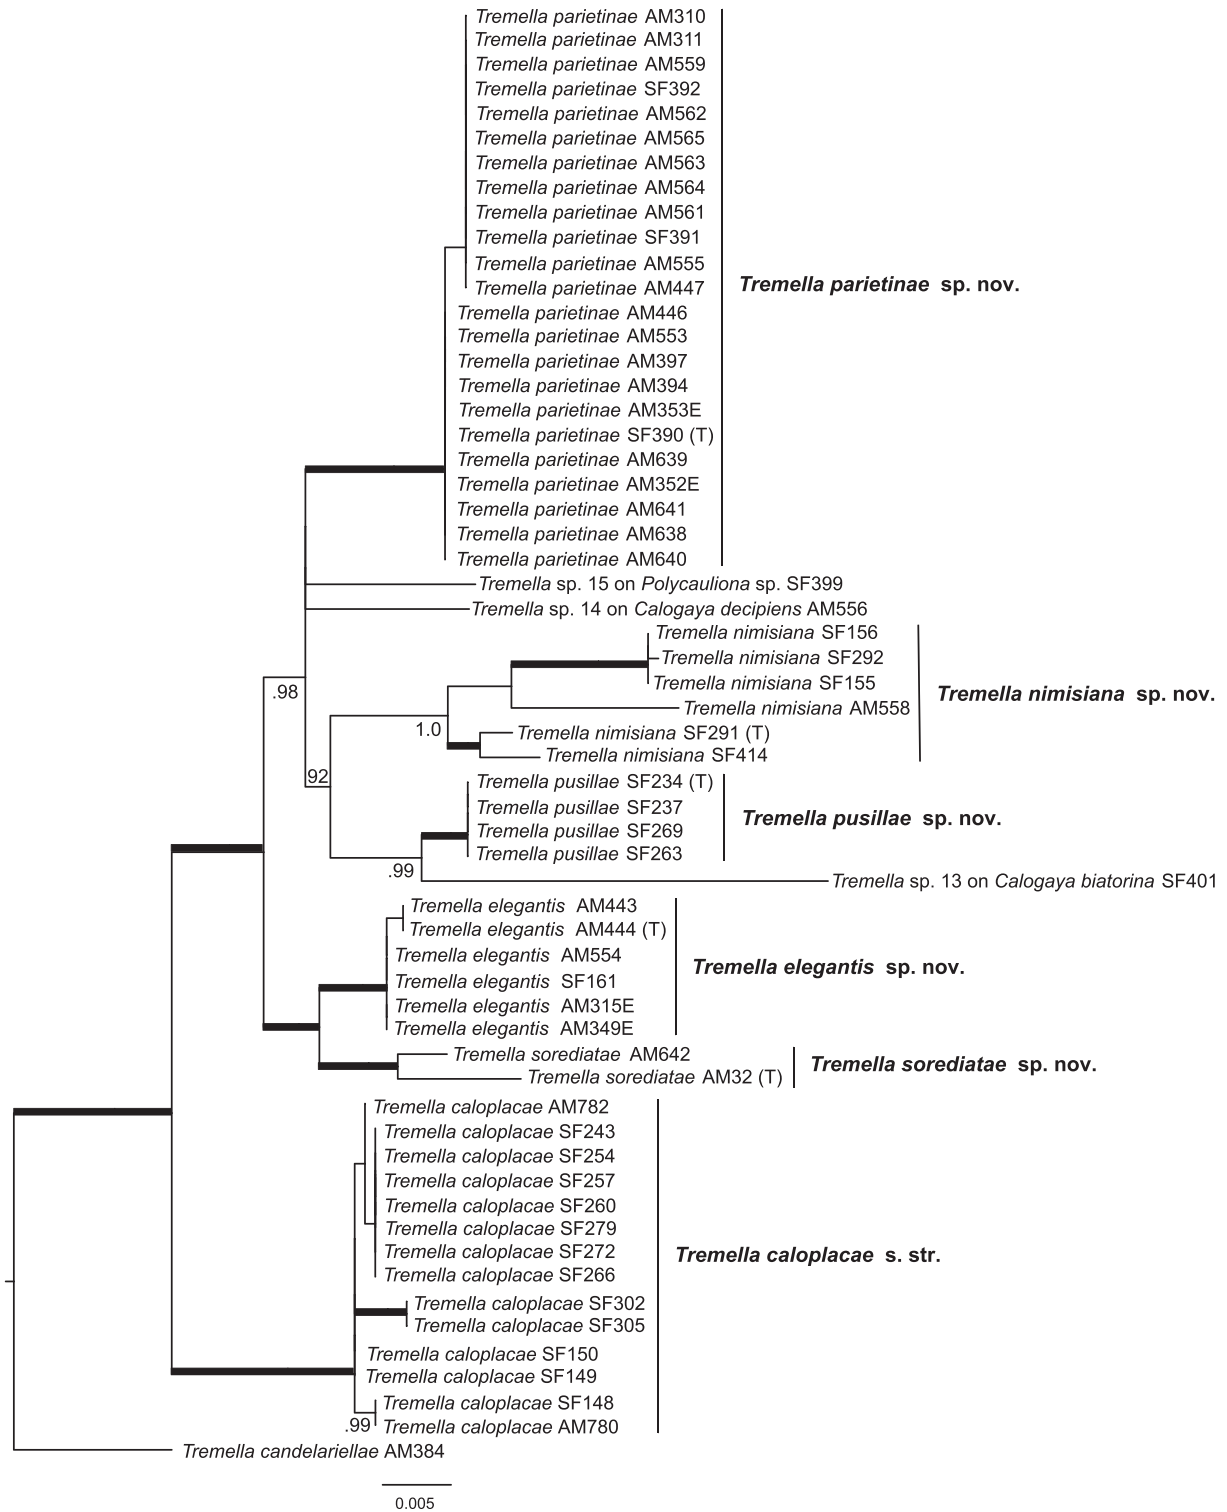 Tremella parietinae AM310
Tremella parietinae AM311
Tremella parietinae AM559
Tremella parietinae SF392
Tremella parietinae AM562
Tremella parietinae AM565
Tremella parietinae AM563
Tremella parietinae AM564
Tremella parietinae AM561
Tremella parietinae SF391
Tremella parietinae AM555
Tremella parietinae AM447
Tremella parietinae sp. nov.
Tremella parietinae AM446
Tremella parietinae AM553
Tremella parietinae AM397
Tremella parietinae AM394
Tremella parietinae AM353E
Tremella parietinae SF390 (T)
Tremella parietinae AM639
Tremella parietinae AM352E
Tremella parietinae AM641
Tremella parietinae AM638
Tremella parietinae AM640
Tremella sp. 15 on Polycauliona sp. SF399
Tremella sp. 14 on Calogaya decipiens AM556
Tremella nimisiana SF156
Tremella nimisiana SF292
Tremella nimisiana SF155
.98
Tremella nimisiana sp. nov.
Tremella nimisiana AM558
1.0
Tremella nimisiana SF291 (T)
Tremella nimisiana SF414
92
Tremella pusillae SF234 (T)
Tremella pusillae SF237
Tremella pusillae sp. nov.
Tremella pusillae SF269
Tremella pusillae SF263
.99
Tremella sp. 13 on Calogaya biatorina SF401
Tremella elegantis AM443
Tremella elegantis AM444 (T)
Tremella elegantis AM554
Tremella elegantis sp. nov.
Tremella elegantis SF161
Tremella elegantis AM315E
Tremella elegantis AM349E
Tremella sorediatae AM642
Tremella sorediatae sp. nov.
Tremella sorediatae AM32 (T)
Tremella caloplacae AM782
Tremella caloplacae SF243
Tremella caloplacae SF254
Tremella caloplacae SF257
Tremella caloplacae SF260
Tremella caloplacae SF279
Tremella caloplacae SF272
Tremella caloplacae s. str.
Tremella caloplacae SF266
Tremella caloplacae SF302
Tremella caloplacae SF305
Tremella caloplacae SF150
Tremella caloplacae SF149
Tremella caloplacae SF148
.99
Tremella caloplacae AM780
Tremella candelariellae AM384
0.005